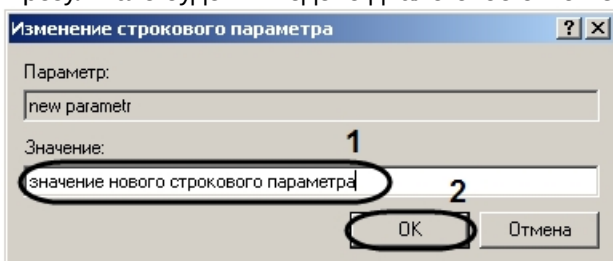 Изменение строкового параметра
Параметр:
new parametr
Значение:
1
значение нового строкового параметра
2
OK Отмена